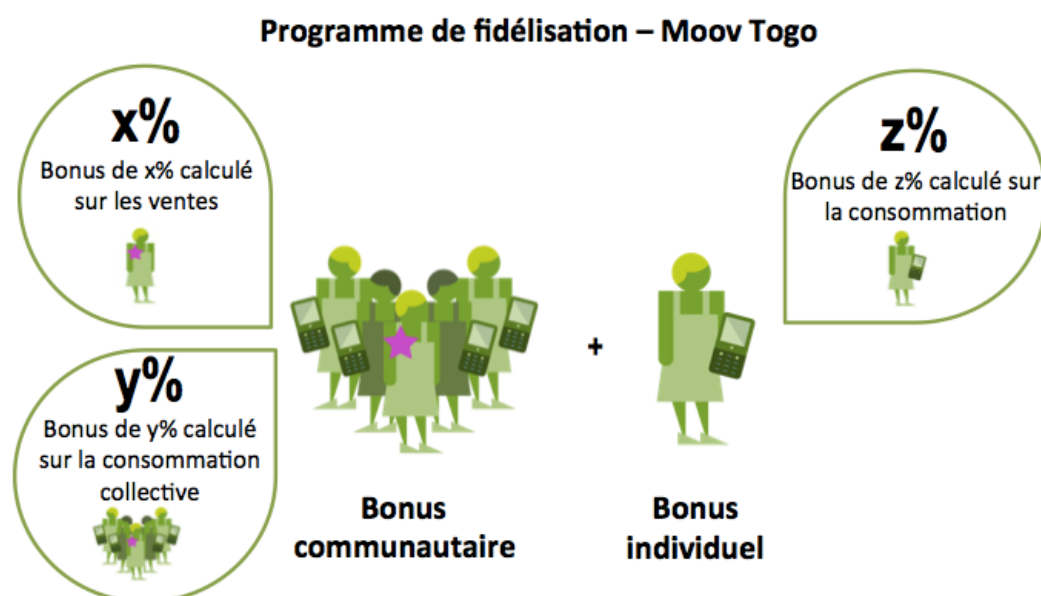 Programme de fidélisation – Moov Togo
x%
Bonus de x% calculé
sur les ventes
y%
Bonus de y% calculé
sur la consommation
collective
z%
Bonus de z% calculé sur
la consommation
+
Bonus
communautaire
Bonus
individuel